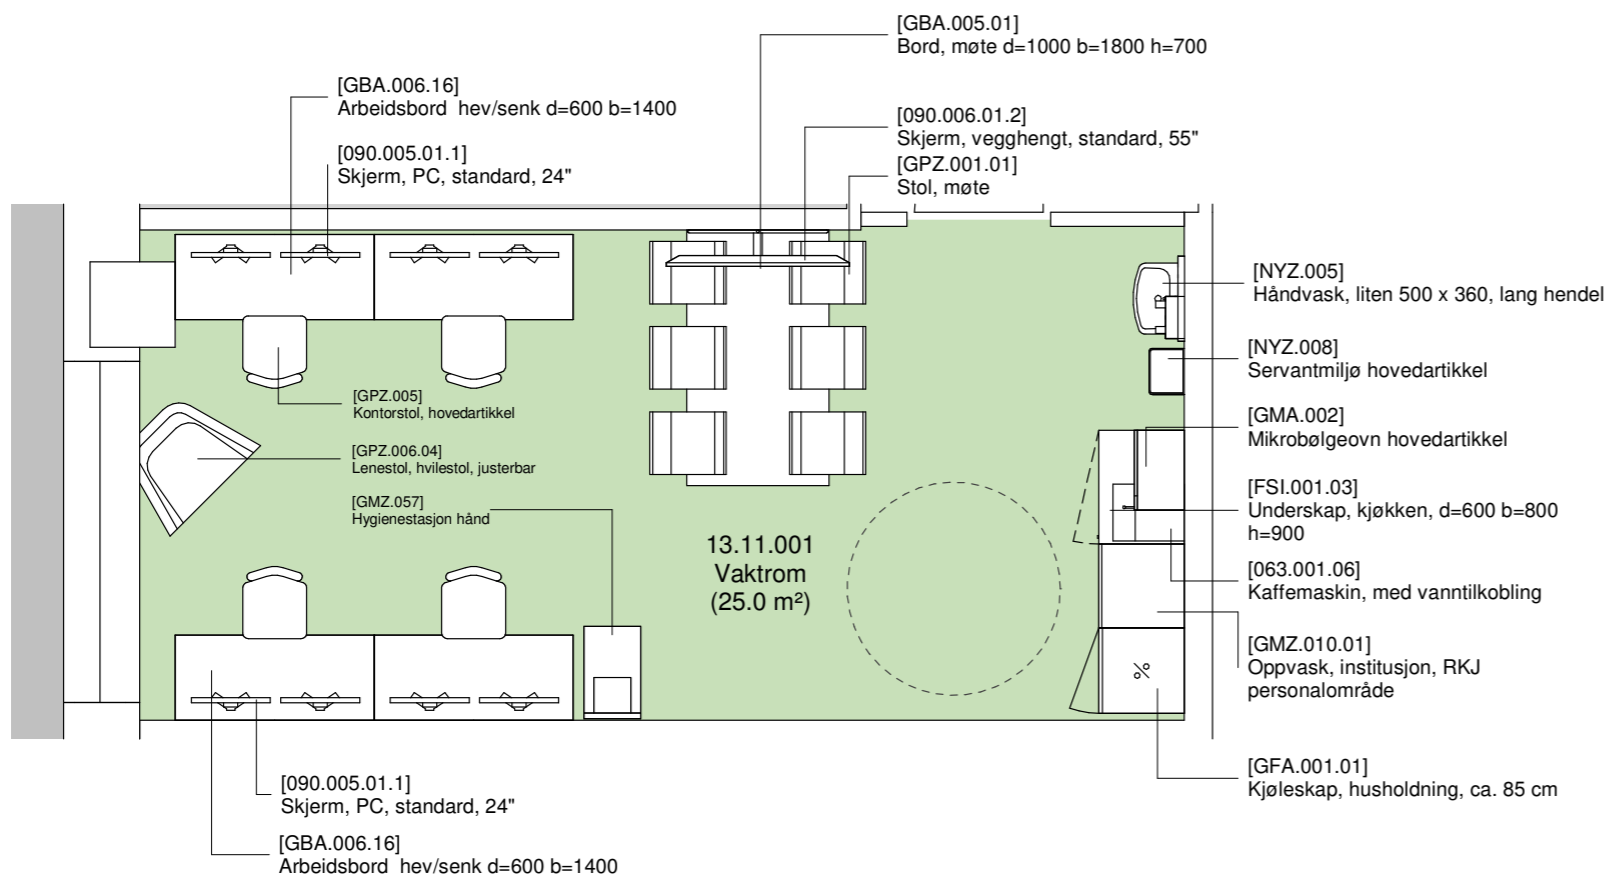 [GBA.005.01]
Bord, møte d=1000 b=1800 h=700
[GBA.006.16]
Arbeidsbord  hev/senk d=600 b=1400
[090.006.01.2]
Skjerm, vegghengt, standard, 55"
[090.005.01.1]
Skjerm, PC, standard, 24"
[GPZ.001.01]
Stol, møte
[NYZ.005]
Håndvask, liten 500 x 360, lang hendel
[NYZ.008]
Servantmiljø hovedartikkel
[GPZ.005]
Kontorstol, hovedartikkel
[GMA.002]
Mikrobølgeovn hovedartikkel
[GPZ.006.04]
Lenestol, hvilestol, justerbar
[GMZ.057]
Hygienestasjon hånd
[FSI.001.03]
Underskap, kjøkken, d=600 b=800
h=900
13.11.001
Vaktrom
(25.0 m²)
[063.001.06]
Kaffemaskin, med vanntilkobling
[GMZ.010.01]
Oppvask, institusjon, RKJ
personalområde
%
[GFA.001.01]
Kjøleskap, husholdning, ca. 85 cm
[090.005.01.1]
Skjerm, PC, standard, 24"
[GBA.006.16]
Arbeidsbord  hev/senk d=600 b=1400